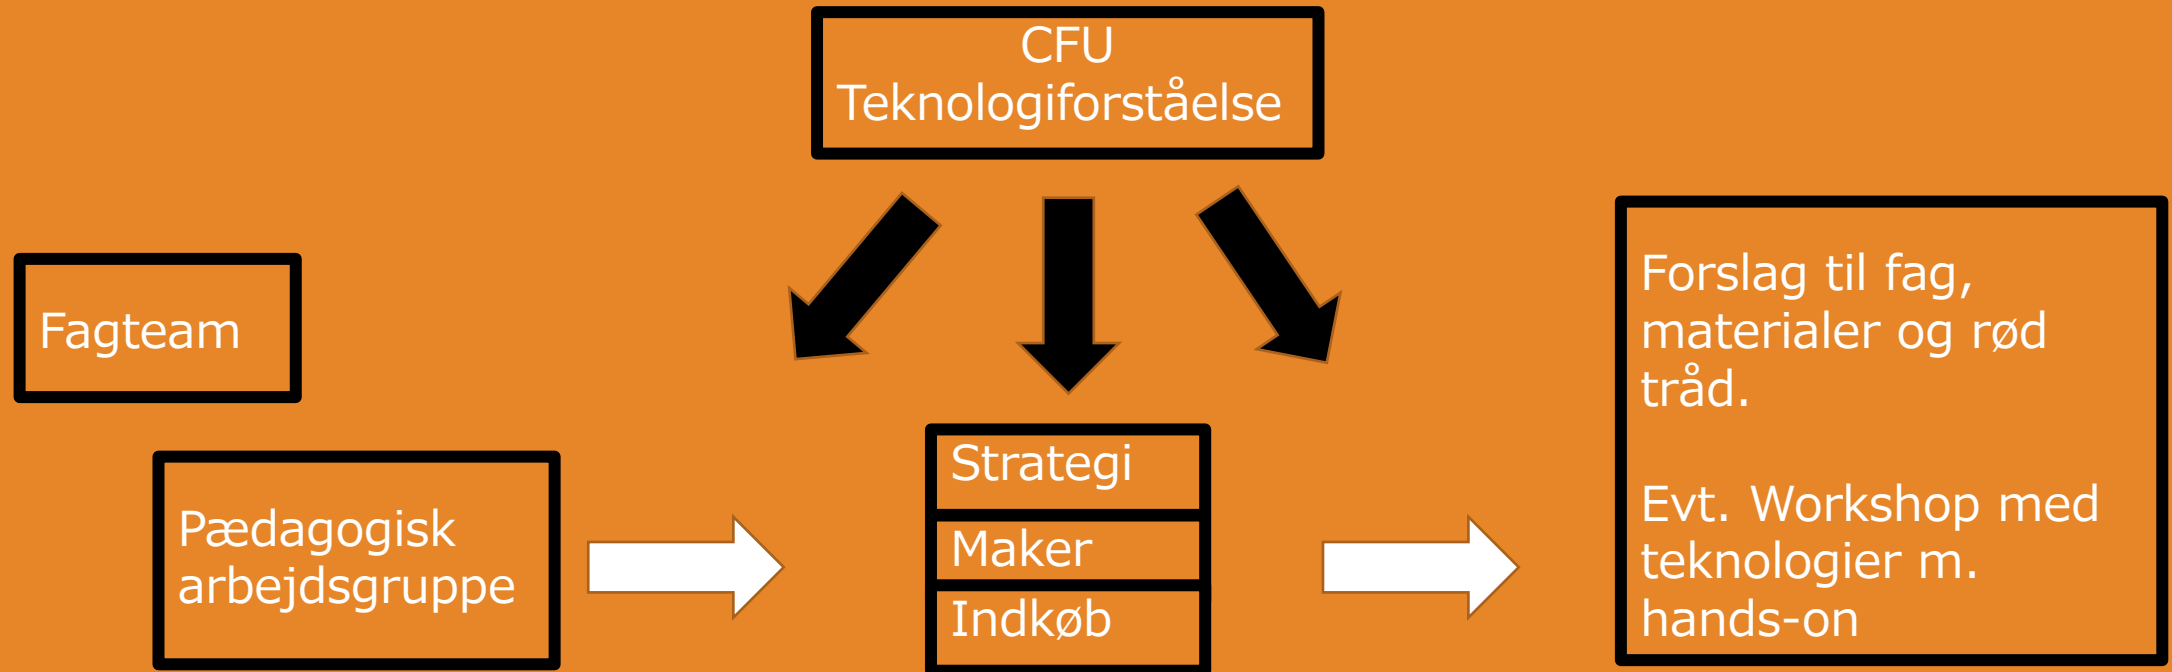 CFU
Teknologiforståelse
Fagteam
Pædagogisk
arbejdsgruppe
Strategi
Maker
Indkøb
Forslag til fag,
materialer og rød
tråd.
Evt. Workshop med
teknologier m.
hands-on